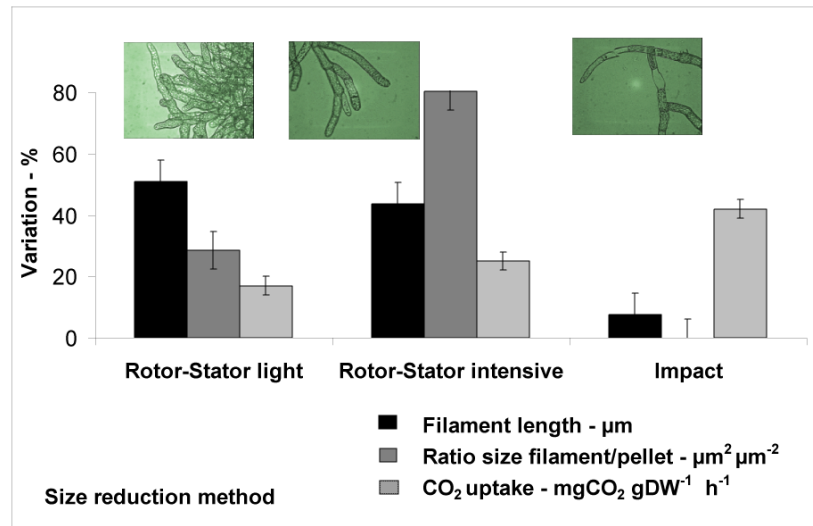 80
60
40
20
0
Variation - %
Rotor-Stator light
Rotor-Stator intensive
Impact
Filament length - µm
Ratio size filament/pellet - µm² µm⁻²
CO₂ uptake - mgCO₂ gDW⁻¹ h⁻¹
Size reduction method